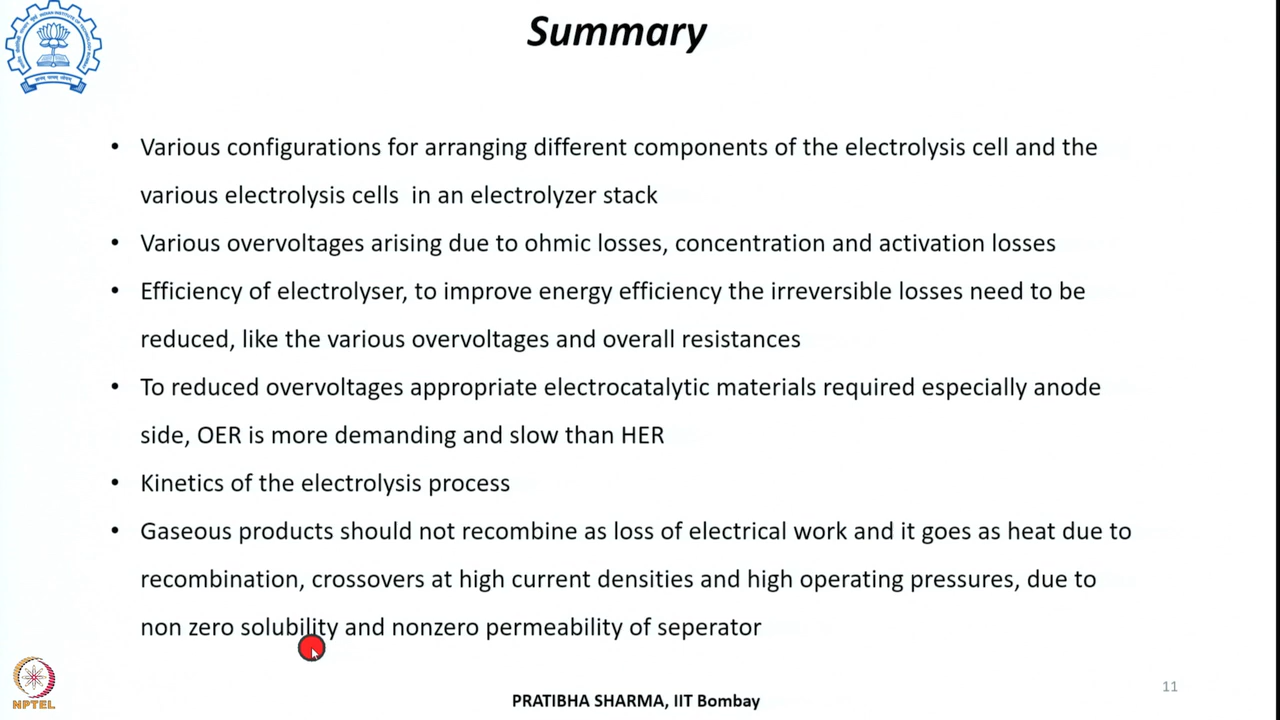 Summary
• Various configurations for arranging different components of the electrolysis cell and the
various electrolysis cells in an electrolyzer stack
• Various overvoltages arising due to ohmic losses, concentration and activation losses
• Efficiency of electrolyser, to improve energy efficiency the irreversible losses need to be
reduced, like the various overvoltages and overall resistances
• To reduced overvoltages appropriate electrocatalytic materials required especially anode
side, OER is more demanding and slow than HER
• Kinetics of the electrolysis process
• Gaseous products should not recombine as loss of electrical work and it goes as heat due to
recombination, crossovers at high current densities and high operating pressures, due to
non zero solubility and nonzero permeability of seperator
NPTEL
PRATIBHA SHARMA, IIT Bombay
11